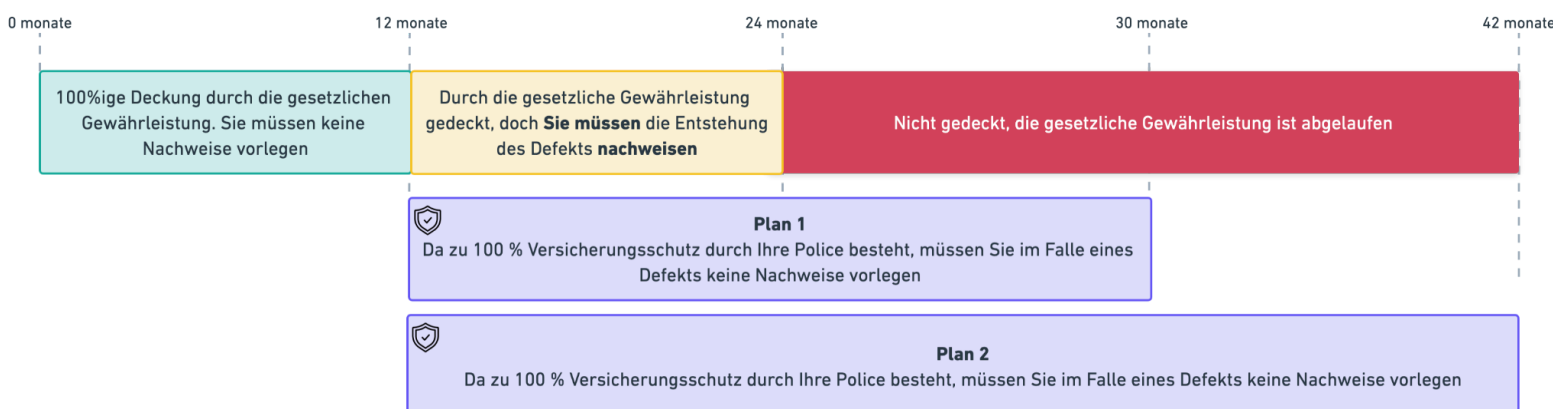 0 monate
12 monate
24 monate
30 monate
42 monate
100%ige Deckung durch die gesetzlichen
Gewährleistung. Sie müssen keine
Nachweise vorlegen
Durch die gesetzliche Gewährleistung
gedeckt, doch Sie müssen die Entstehung
des Defekts nachweisen
Nicht gedeckt, die gesetzliche Gewährleistung ist abgelaufen
Plan 1
Da zu 100 % Versicherungsschutz durch Ihre Police besteht, müssen Sie im Falle eines
Defekts keine Nachweise vorlegen
Plan 2
Da zu 100 % Versicherungsschutz durch Ihre Police besteht, müssen Sie im Falle eines Defekts keine Nachweise vorlegen